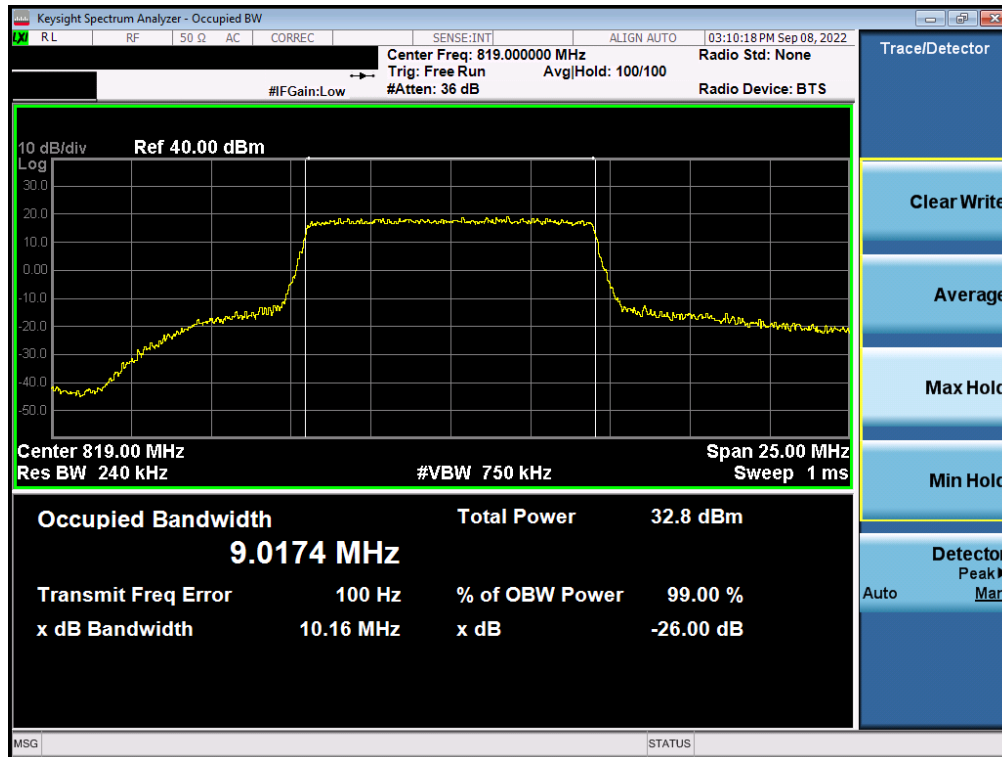 Keysight Spectrum Analyzer - Occupied BW
LXI RL RF 50 Ω AC CORREC SENSE:INT ALIGN AUTO 03:10:18 PM Sep 08, 2022
Center Freq: 819.000000 MHz Radio Std: None
Trig: Free Run Avg|Hold: 100/100
#IFGain:Low #Atten: 36 dB Radio Device: BTS
Trace/Detector
10 dB/div Ref 40.00 dBm
Log
30.0
20.0
10.0
0.00
-10.0
-20.0
-30.0
-40.0
-50.0
Center 819.00 MHz Span 25.00 MHz
Res BW 240 kHz #VBW 750 kHz Sweep 1 ms
Occupied Bandwidth Total Power 32.8 dBm
9.0174 MHz
Transmit Freq Error 100 Hz % of OBW Power 99.00 %
x dB Bandwidth 10.16 MHz x dB -26.00 dB
Clear Write
Average
Max Hold
Min Hold
Detector
Peak
Auto Man
MSG STATUS